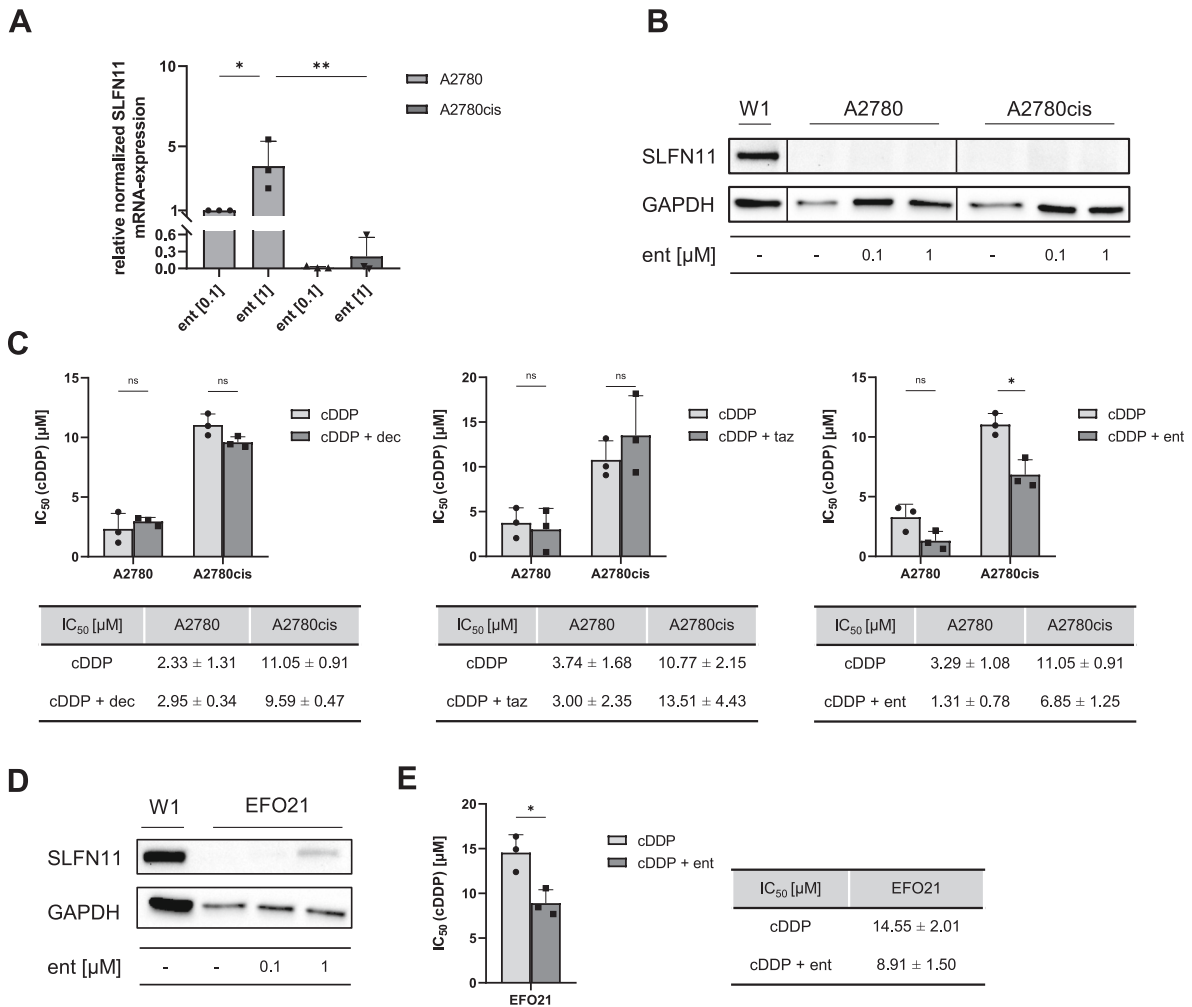 A
relative normalized SLFN11
mRNA-expression
10
5
1
0.6
0.3
0.0
*
**
ent [0.1]
ent [1]
ent [0.1]
ent [1]
A2780
A2780cis
B
W1 A2780 A2780cis
SLFN11
GAPDH
ent [µM] - - 0.1 1 - 0.1 1
C
IC50 (cDDP) [µM]
15
10
5
0
ns ns
A2780 A2780cis
cDDP
cDDP + dec
IC50 [µM] A2780 A2780cis
cDDP 2.33 ± 1.31 11.05 ± 0.91
cDDP + dec 2.95 ± 0.34 9.59 ± 0.47
IC50 (cDDP) [µM]
20
15
10
5
0
ns ns
A2780 A2780cis
cDDP
cDDP + taz
IC50 [µM] A2780 A2780cis
cDDP 3.74 ± 1.68 10.77 ± 2.15
cDDP + taz 3.00 ± 2.35 13.51 ± 4.43
IC50 (cDDP) [µM]
15
10
5
0
ns *
A2780 A2780cis
cDDP
cDDP + ent
IC50 [µM] A2780 A2780cis
cDDP 3.29 ± 1.08 11.05 ± 0.91
cDDP + ent 1.31 ± 0.78 6.85 ± 1.25
D
W1 EFO21
SLFN11
GAPDH
ent [µM] - - 0.1 1
E
IC50 (cDDP) [µM]
20
15
10
5
0
*
EFO21
cDDP
cDDP + ent
IC50 [µM] EFO21
cDDP 14.55 ± 2.01
cDDP + ent 8.91 ± 1.50